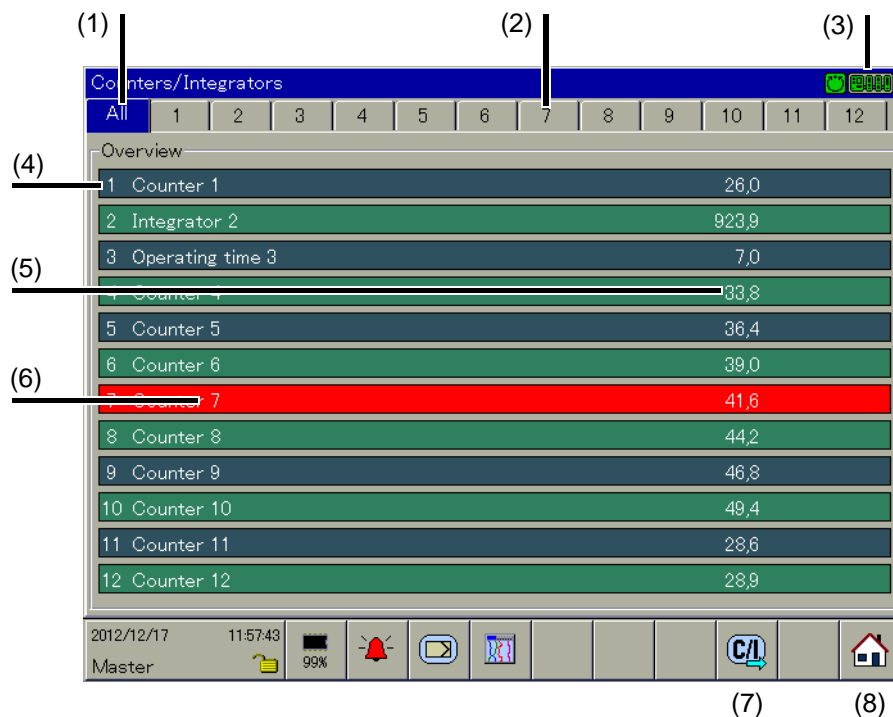 (1) (2) (3)
Counters/Integrators
All 1 2 3 4 5 6 7 8 9 10 11 12
Overview
(4)
1 Counter 1 26,0
2 Integrator 2 923,9
3 Operating time 3 7,0
(5)
4 Counter 4 33,8
5 Counter 5 36,4
6 Counter 6 39,0
(6)
7 Counter 7 41,6
8 Counter 8 44,2
9 Counter 9 46,8
10 Counter 10 49,4
11 Counter 11 28,6
12 Counter 12 28,9
2012/12/17 11:57:43
Master 99% C/I
(7) (8)